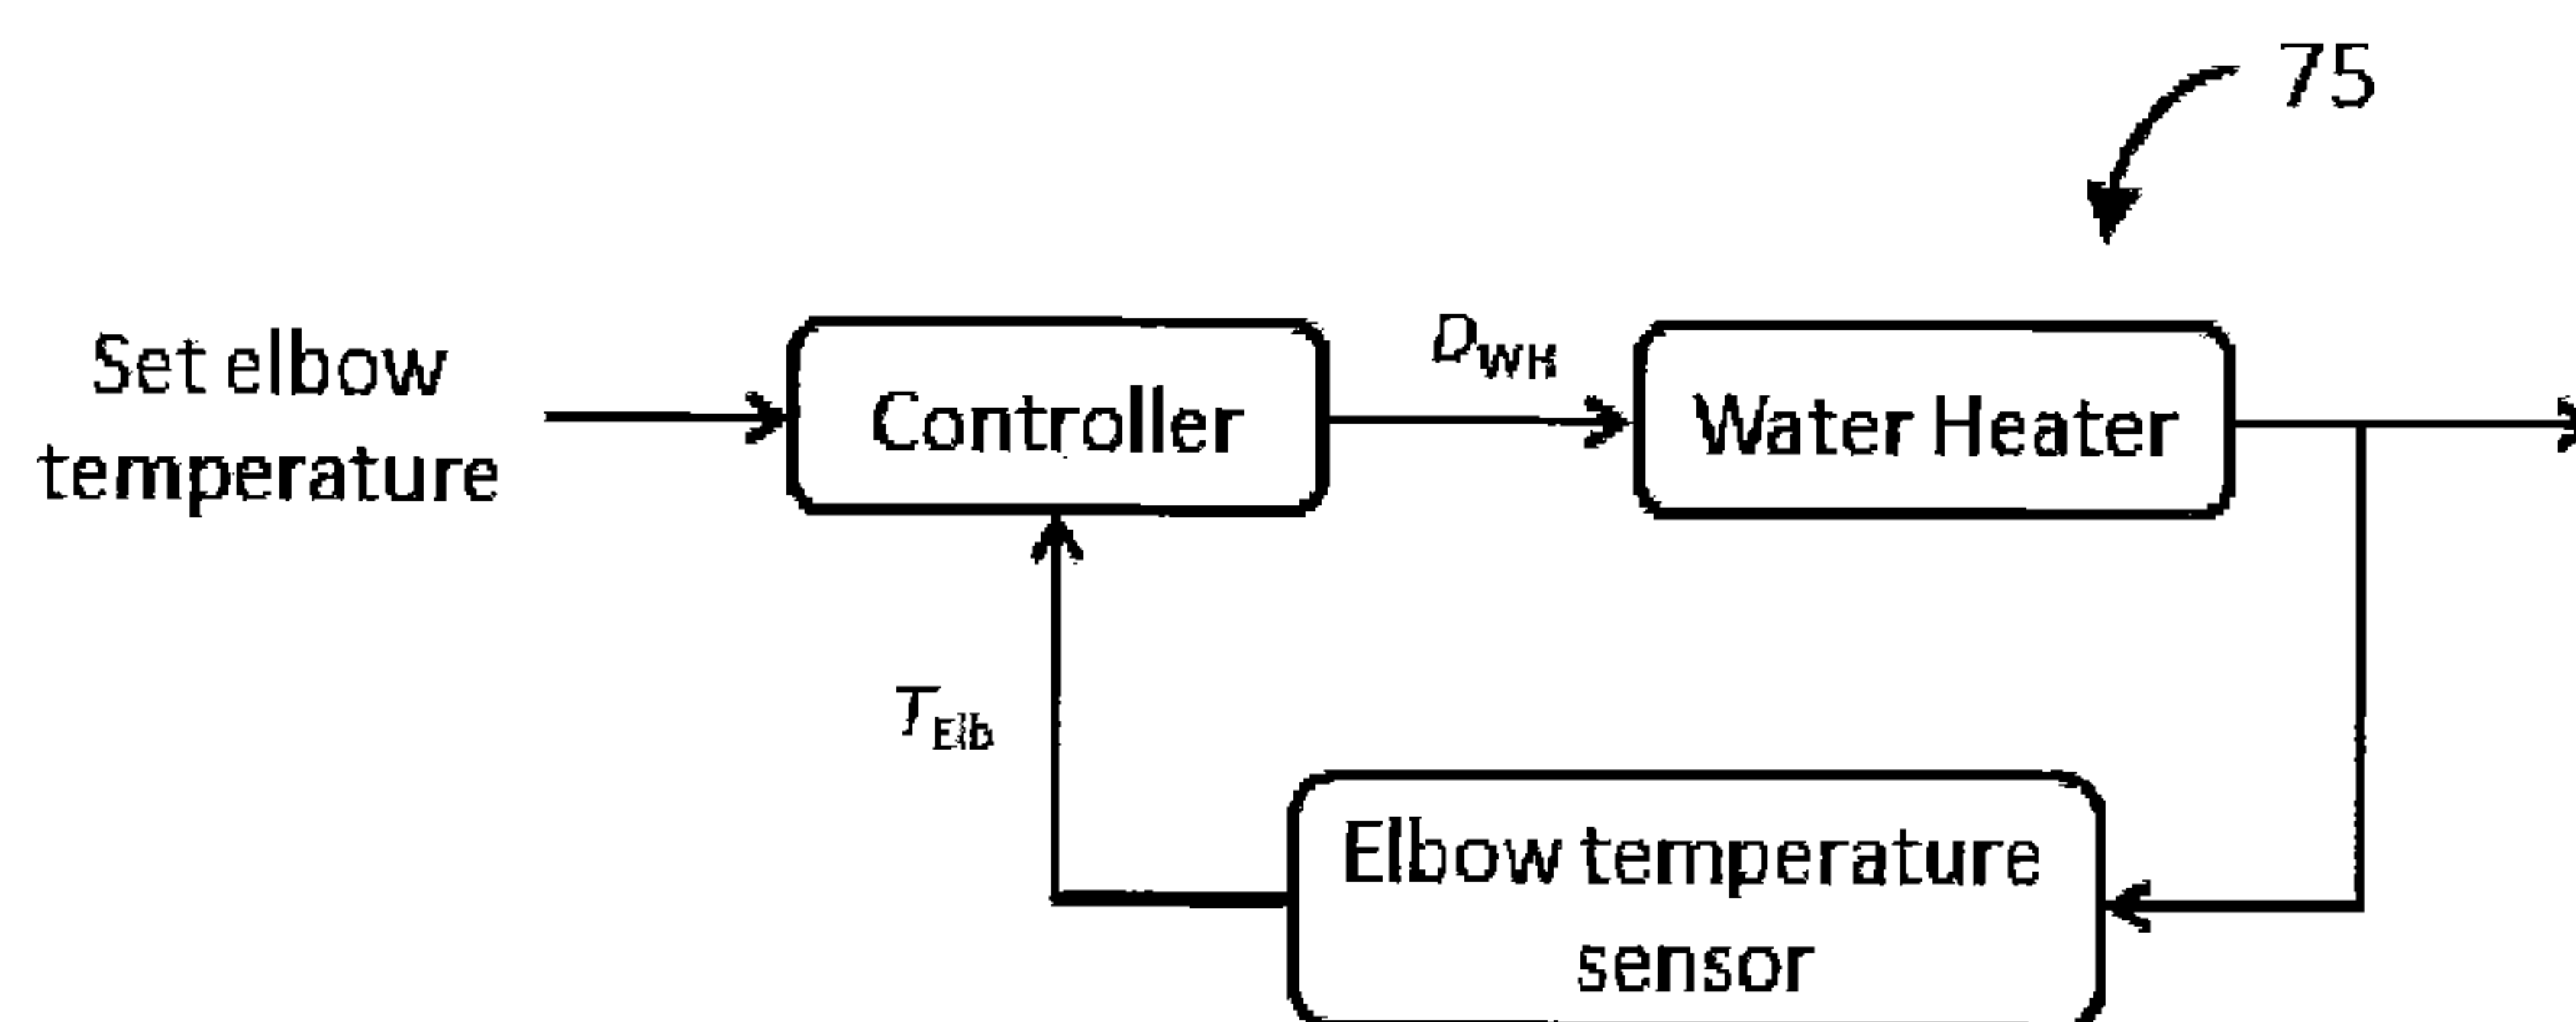 75
Set elbow
temperature
Controller
D_WH
Water Heater
T_Elb
Elbow temperature
sensor